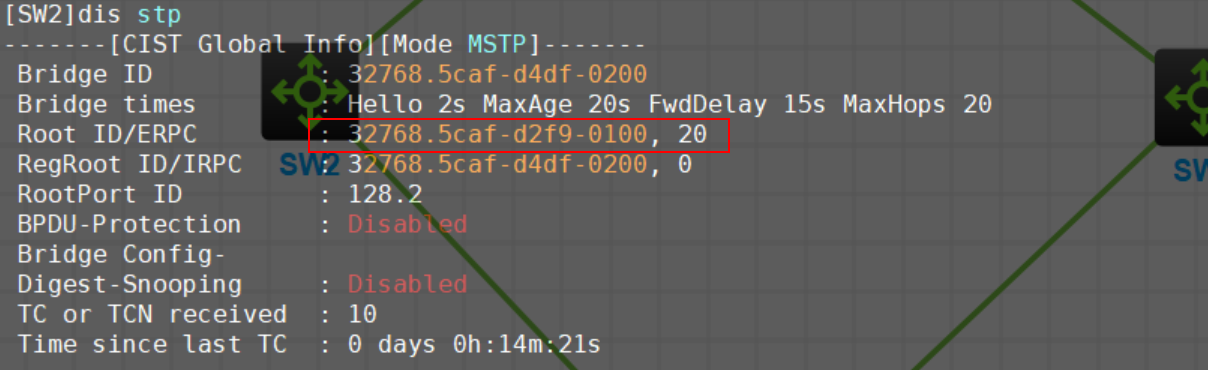 [SW2]dis stp
-------[CIST Global Info][Mode MSTP]-------
Bridge ID : 32768.5caf-d4df-0200
Bridge times : Hello 2s MaxAge 20s FwdDelay 15s MaxHops 20
Root ID/ERPC : 32768.5caf-d2f9-0100, 20
RegRoot ID/IRPC : 32768.5caf-d4df-0200, 0
RootPort ID : 128.2
BPDU-Protection : Disabled
Bridge Config-
Digest-Snooping : Disabled
TC or TCN received : 10
Time since last TC : 0 days 0h:14m:21s
SW2
SW